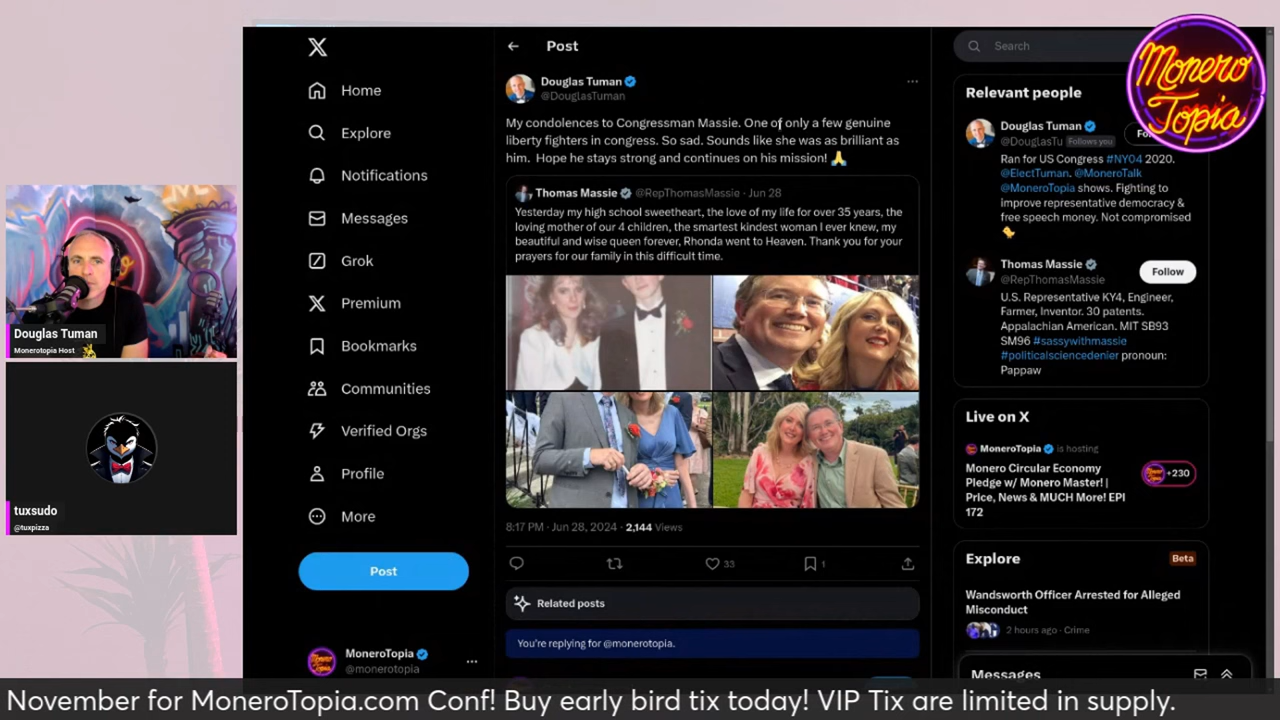 Home
Explore
Notifications
Messages
Grok
Premium
Bookmarks
Communities
Verified Orgs
Profile
More
Post
MoneroTopia
@monerotopia
Post
Douglas Tuman
@DouglasTuman
My condolences to Congressman Massie. One of only a few genuine
liberty fighters in congress. So sad. Sounds like she was as brilliant as
him. Hope he stays strong and continues on his mission! 🙏
Thomas Massie @RepThomasMassie · Jun 28
Yesterday my high school sweetheart, the love of my life for over 35 years, the
loving mother of our 4 children, the smartest kindest woman I ever knew, my
beautiful and wise queen forever, Rhonda went to Heaven. Thank you for your
prayers for our family in this difficult time.
8:17 PM · Jun 28, 2024 · 2,144 Views
33
1
Related posts
You're replying for @monerotopia.
Search
Monero
Topia
Relevant people
Douglas Tuman
@DouglasTu Follows you
Ran for US Congress #NY04 2020.
@ElectTuman. @MoneroTalk
@MoneroTopia shows. Fighting to
improve representative democracy &
free speech money. Not compromised
Thomas Massie
@RepThomasMassie
Follow
U.S. Representative KY4, Engineer,
Farmer, Inventor. 30 patents.
Appalachian American. MIT SB93
SM96 #sassywithmassie
#politicalsciencedenier pronoun:
Pappaw
Live on X
MoneroTopia is hosting
Monero Circular Economy
Pledge w/ Monero Master! |
Price, News & MUCH More! EPI
172
+230
Explore
Beta
Wandsworth Officer Arrested for Alleged
Misconduct
2 hours ago · Crime
Messages
Douglas Tuman
Monerotopia Host
tuxsudo
@tuxpizza
November for MoneroTopia.com Conf! Buy early bird tix today! VIP Tix are limited in supply.